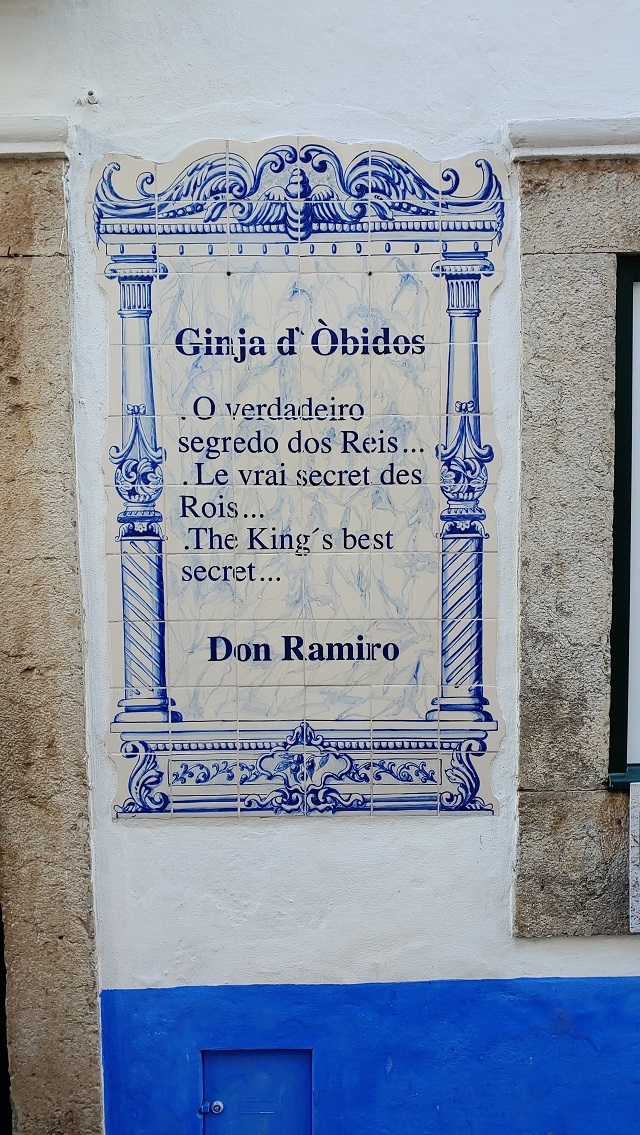 Ginja d` Òbidos
. O verdadeiro
segredo dos Reis...
. Le vrai secret des
Rois...
.The King´s best
secret...
Don Ramiro